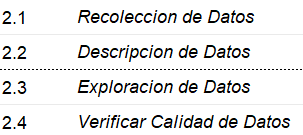 2.1 Recoleccion de Datos
2.2 Descripcion de Datos
2.3 Exploracion de Datos
2.4 Verificar Calidad de Datos